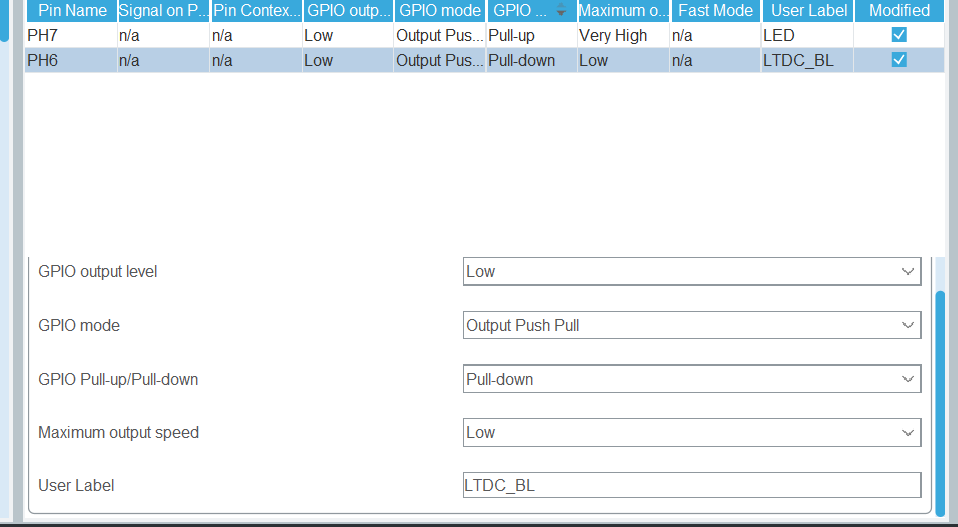 Pin Name Signal on P... Pin Contex... GPIO outp... GPIO mode GPIO ... Maximum o... Fast Mode User Label Modified
PH7 n/a n/a Low Output Pus... Pull-up Very High n/a LED
PH6 n/a n/a Low Output Pus... Pull-down Low n/a LTDC_BL
GPIO output level Low
GPIO mode Output Push Pull
GPIO Pull-up/Pull-down Pull-down
Maximum output speed Low
User Label LTDC_BL